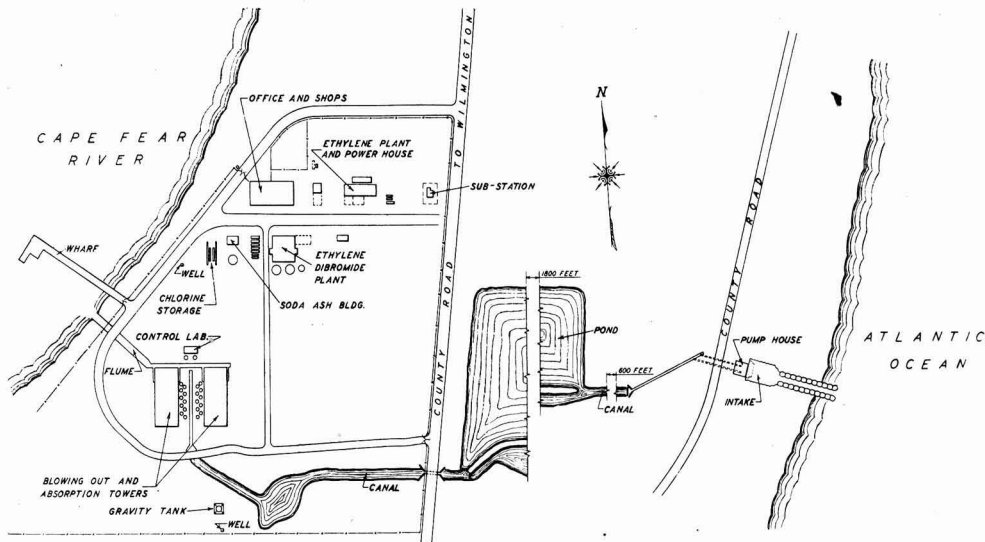 OFFICE AND SHOPS
CAPE FEAR
RIVER
ETHYLENE PLANT
AND POWER HOUSE
SUB-STATION
COUNTY ROAD TO WILMINGTON
N
COUNTY ROAD
WHARF
WELL
CHLORINE
STORAGE
SODA ASH BLDG.
ETHYLENE
DIBROMIDE
PLANT
1800 FEET
POND
PUMP HOUSE
ATLANTIC
OCEAN
CONTROL LAB.
FLUME
600 FEET
CANAL
INTAKE
BLOWING OUT AND
ABSORPTION TOWERS
CANAL
GRAVITY TANK
WELL